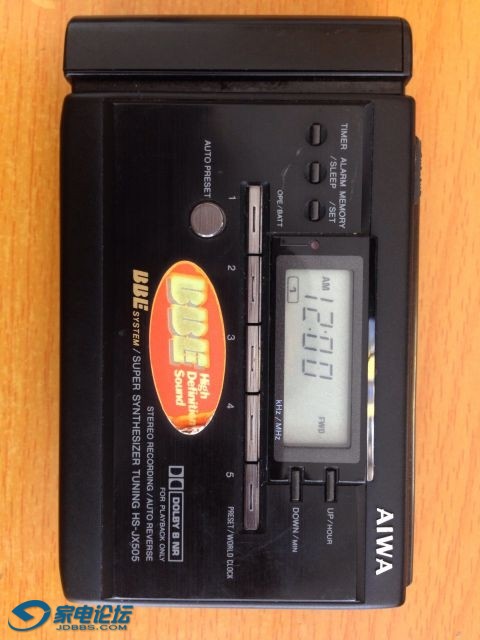 AIWA
TIMER ALARM MEMORY
/SLEEP /SET
AM 12:00
1
FWD
kHz/MHz
UP/HOUR
DOWN/MIN
OPE/BATT
AUTO PRESET
1 2 3 4 5
PRESET/WORLD CLOCK
BBE
High
Definition
Sound
DOLBY B NR
FOR PLAYBACK ONLY
STEREO RECORDING/AUTO REVERSE
BBE SYSTEM/SUPER SYNTHESIZER TUNING HS-JX505
家电论坛
JDBBS.COM